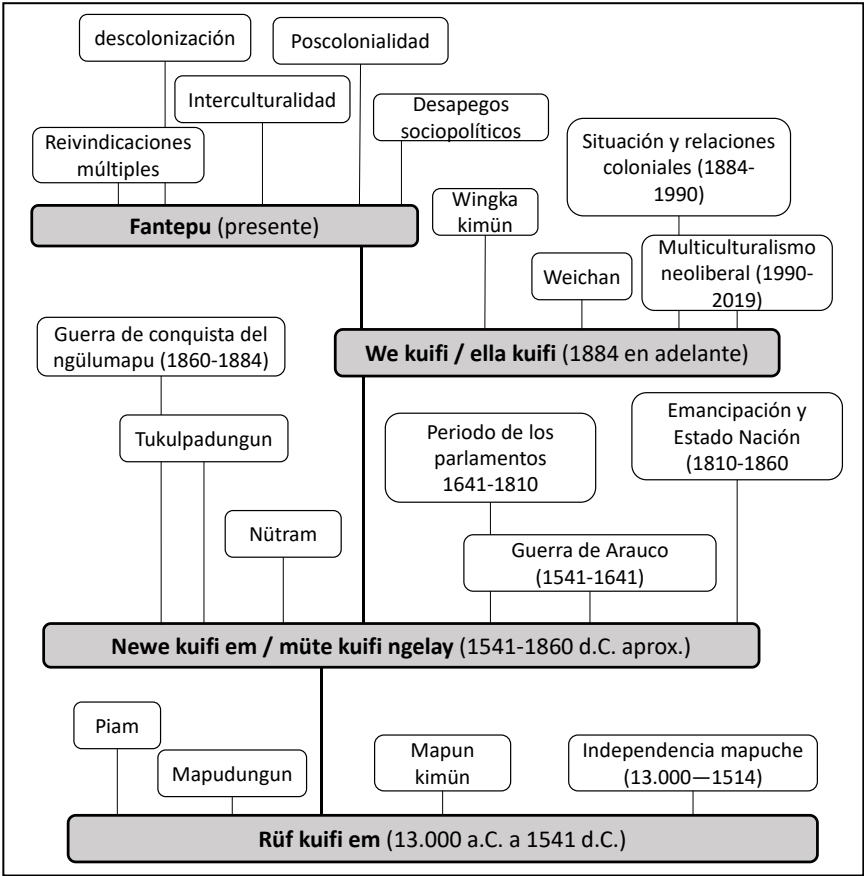 descolonización
Poscolonialidad
Interculturalidad
Desapegos
sociopolíticos
Reivindicaciones
múltiples
Situación y relaciones
coloniales (1884-
1990)
Fantepu (presente)
Wingka
kimün
Weichan
Multiculturalismo
neoliberal (1990-
2019)
We kuifi / ella kuifi (1884 en adelante)
Guerra de conquista del
ngülumapu (1860-1884)
Tukulpadungun
Nütram
Periodo de los
parlamentos
1641-1810
Emancipación y
Estado Nación
(1810-1860
Guerra de Arauco
(1541-1641)
Newe kuifi em / müte kuifi ngelay (1541-1860 d.C. aprox.)
Piam
Mapudungun
Mapun
kimün
Independencia mapuche
(13.000—1514)
Rüf kuifi em (13.000 a.C. a 1541 d.C.)